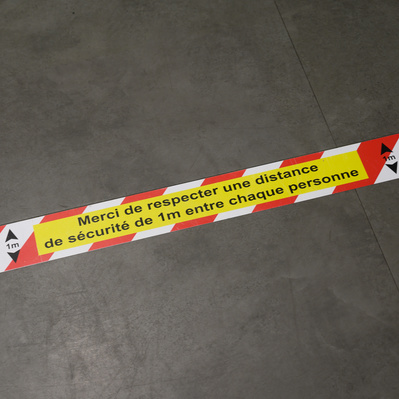 Merci de respecter une distance
de sécurité de 1m entre chaque personne
1m
1m